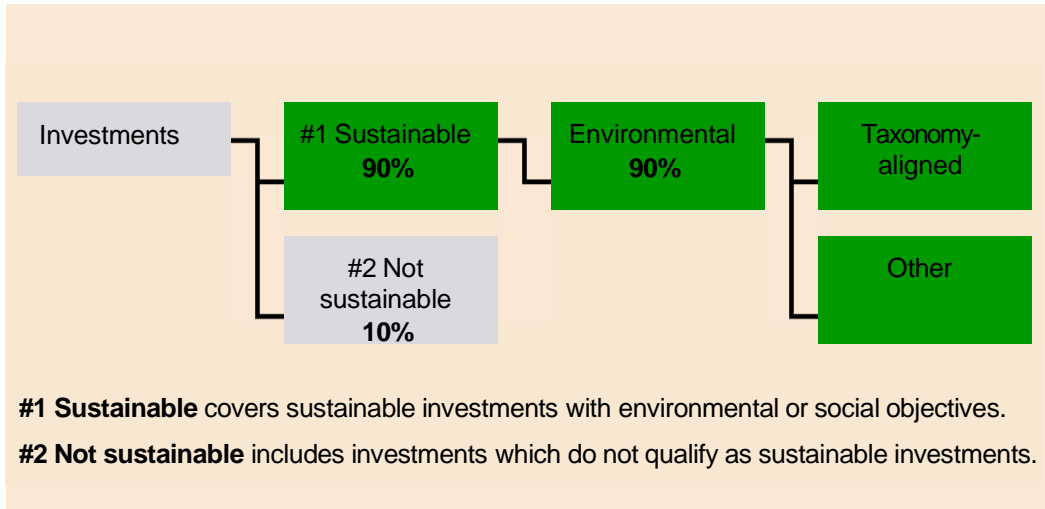 Investments
#1 Sustainable
90%
Environmental
90%
Taxonomy-
aligned
#2 Not
sustainable
10%
Other
#1 Sustainable covers sustainable investments with environmental or social objectives.
#2 Not sustainable includes investments which do not qualify as sustainable investments.